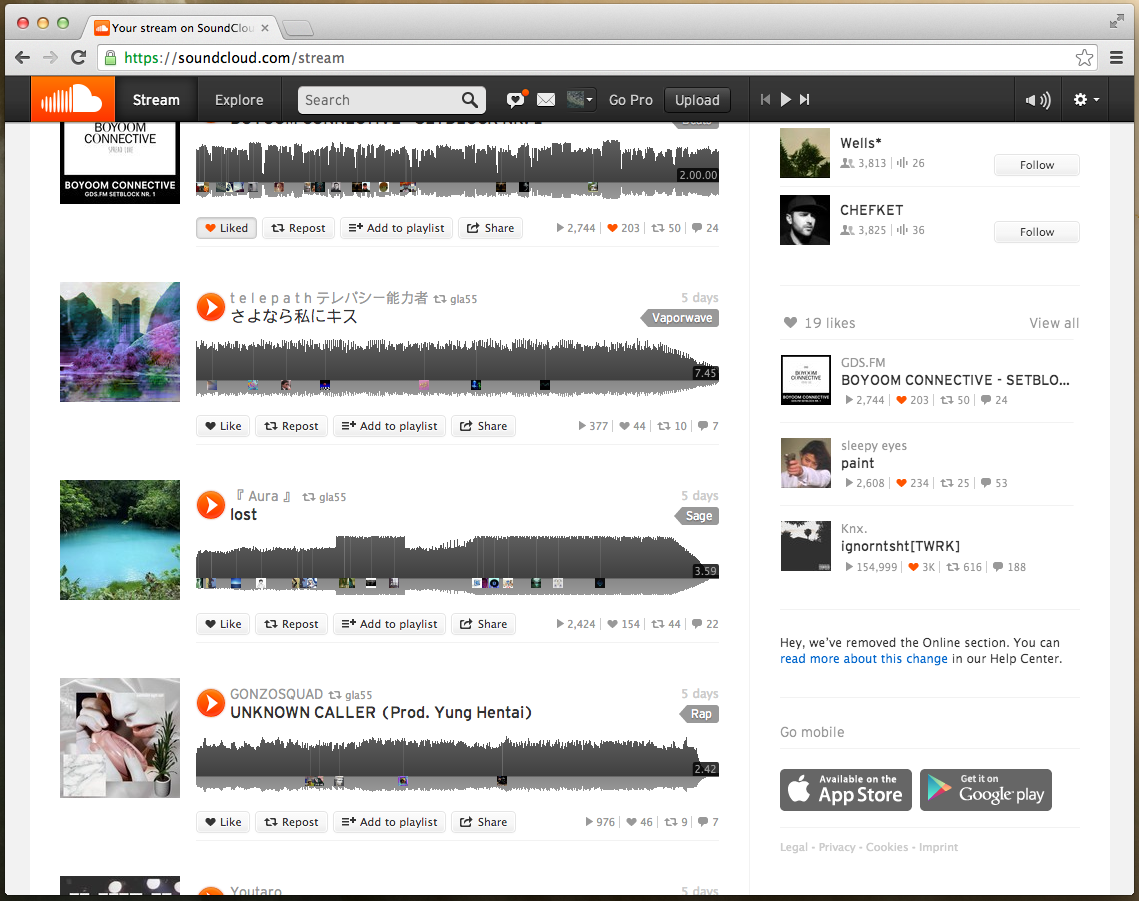 Your stream on SoundClou
https://soundcloud.com/stream
Stream
Explore
Search
Go Pro
Upload
BOYOOM
CONNECTIVE
SPREAD LOVE
BOYOOM CONNECTIVE
GDS.FM SETBLOCK NR. 1
2.00.00
Liked
Repost
Add to playlist
Share
2,744
203
50
24
t e l e p a t h テレパシー能力者 gla55
5 days
さよなら私にキス
Vaporwave
7.45
Like
Repost
Add to playlist
Share
377
44
10
7
『 Aura 』 gla55
5 days
lost
Sage
3.59
Like
Repost
Add to playlist
Share
2,424
154
44
22
GONZOSQUAD gla55
5 days
UNKNOWN CALLER (Prod. Yung Hentai)
Rap
2.42
Like
Repost
Add to playlist
Share
976
46
9
7
Youtaro
5 days
Wells*
3,813
26
Follow
CHEFKET
3,825
36
Follow
19 likes
View all
BOYOOM
CONNECTIVE
BOYOOM CONNECTIVE
GDS.FM
BOYOOM CONNECTIVE - SETBLO...
2,744
203
50
24
sleepy eyes
paint
2,608
234
25
53
Knx.
ignorntsht[TWRK]
154,999
3K
616
188
Hey, we've removed the Online section. You can
read more about this change in our Help Center.
Go mobile
Available on the
App Store
Get it on
Google play
Legal - Privacy - Cookies - Imprint